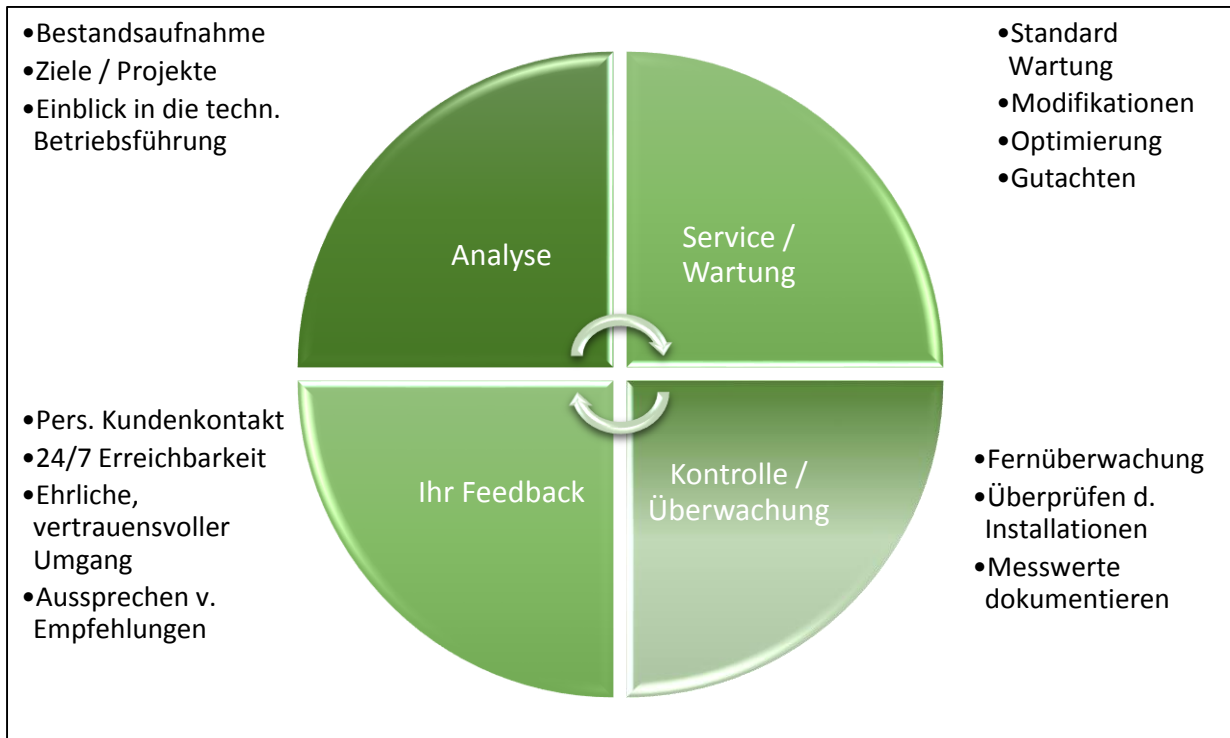 •Bestandsaufnahme
•Ziele / Projekte
•Einblick in die techn.
Betriebsführung
•Standard
Wartung
•Modifikationen
•Optimierung
•Gutachten
Analyse
Service /
Wartung
•Pers. Kundenkontakt
•24/7 Erreichbarkeit
•Ehrliche,
vertrauensvoller
Umgang
•Aussprechen v.
Empfehlungen
Ihr Feedback
Kontrolle /
Überwachung
•Fernüberwachung
•Überprüfen d.
Installationen
•Messwerte
dokumentieren